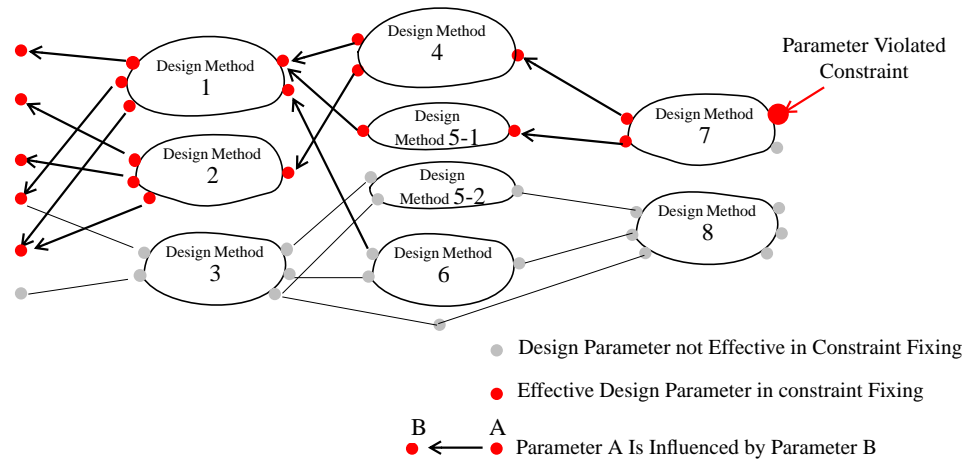 Design Method
4
Parameter Violated
Constraint
Design Method
1
Design
Method 5-1
Design Method
7
Design Method
2
Design
Method 5-2
Design Method
8
Design Method
3
Design Method
6
Design Parameter not Effective in Constraint Fixing
Effective Design Parameter in constraint Fixing
B A
Parameter A Is Influenced by Parameter B